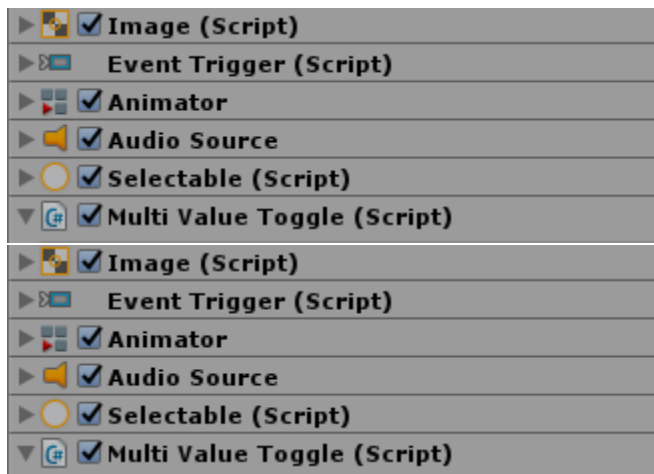 Image (Script)
Event Trigger (Script)
Animator
Audio Source
Selectable (Script)
C# Multi Value Toggle (Script)
Image (Script)
Event Trigger (Script)
Animator
Audio Source
Selectable (Script)
C# Multi Value Toggle (Script)